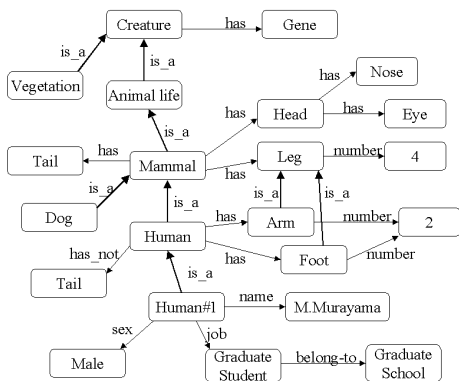 Creature
has
Gene
is_a
is_a
Vegetation
Animal life
has
Nose
has
Head
has
Eye
is_a
Tail
has
Mammal
has
Leg
number
4
is_a
is_a
is_a
is_a
Dog
Human
has
Arm
number
2
has_not
has
Foot
number
Tail
is_a
Human#1
name
M.Murayama
sex
job
Male
Graduate
Student
belong-to
Graduate
School